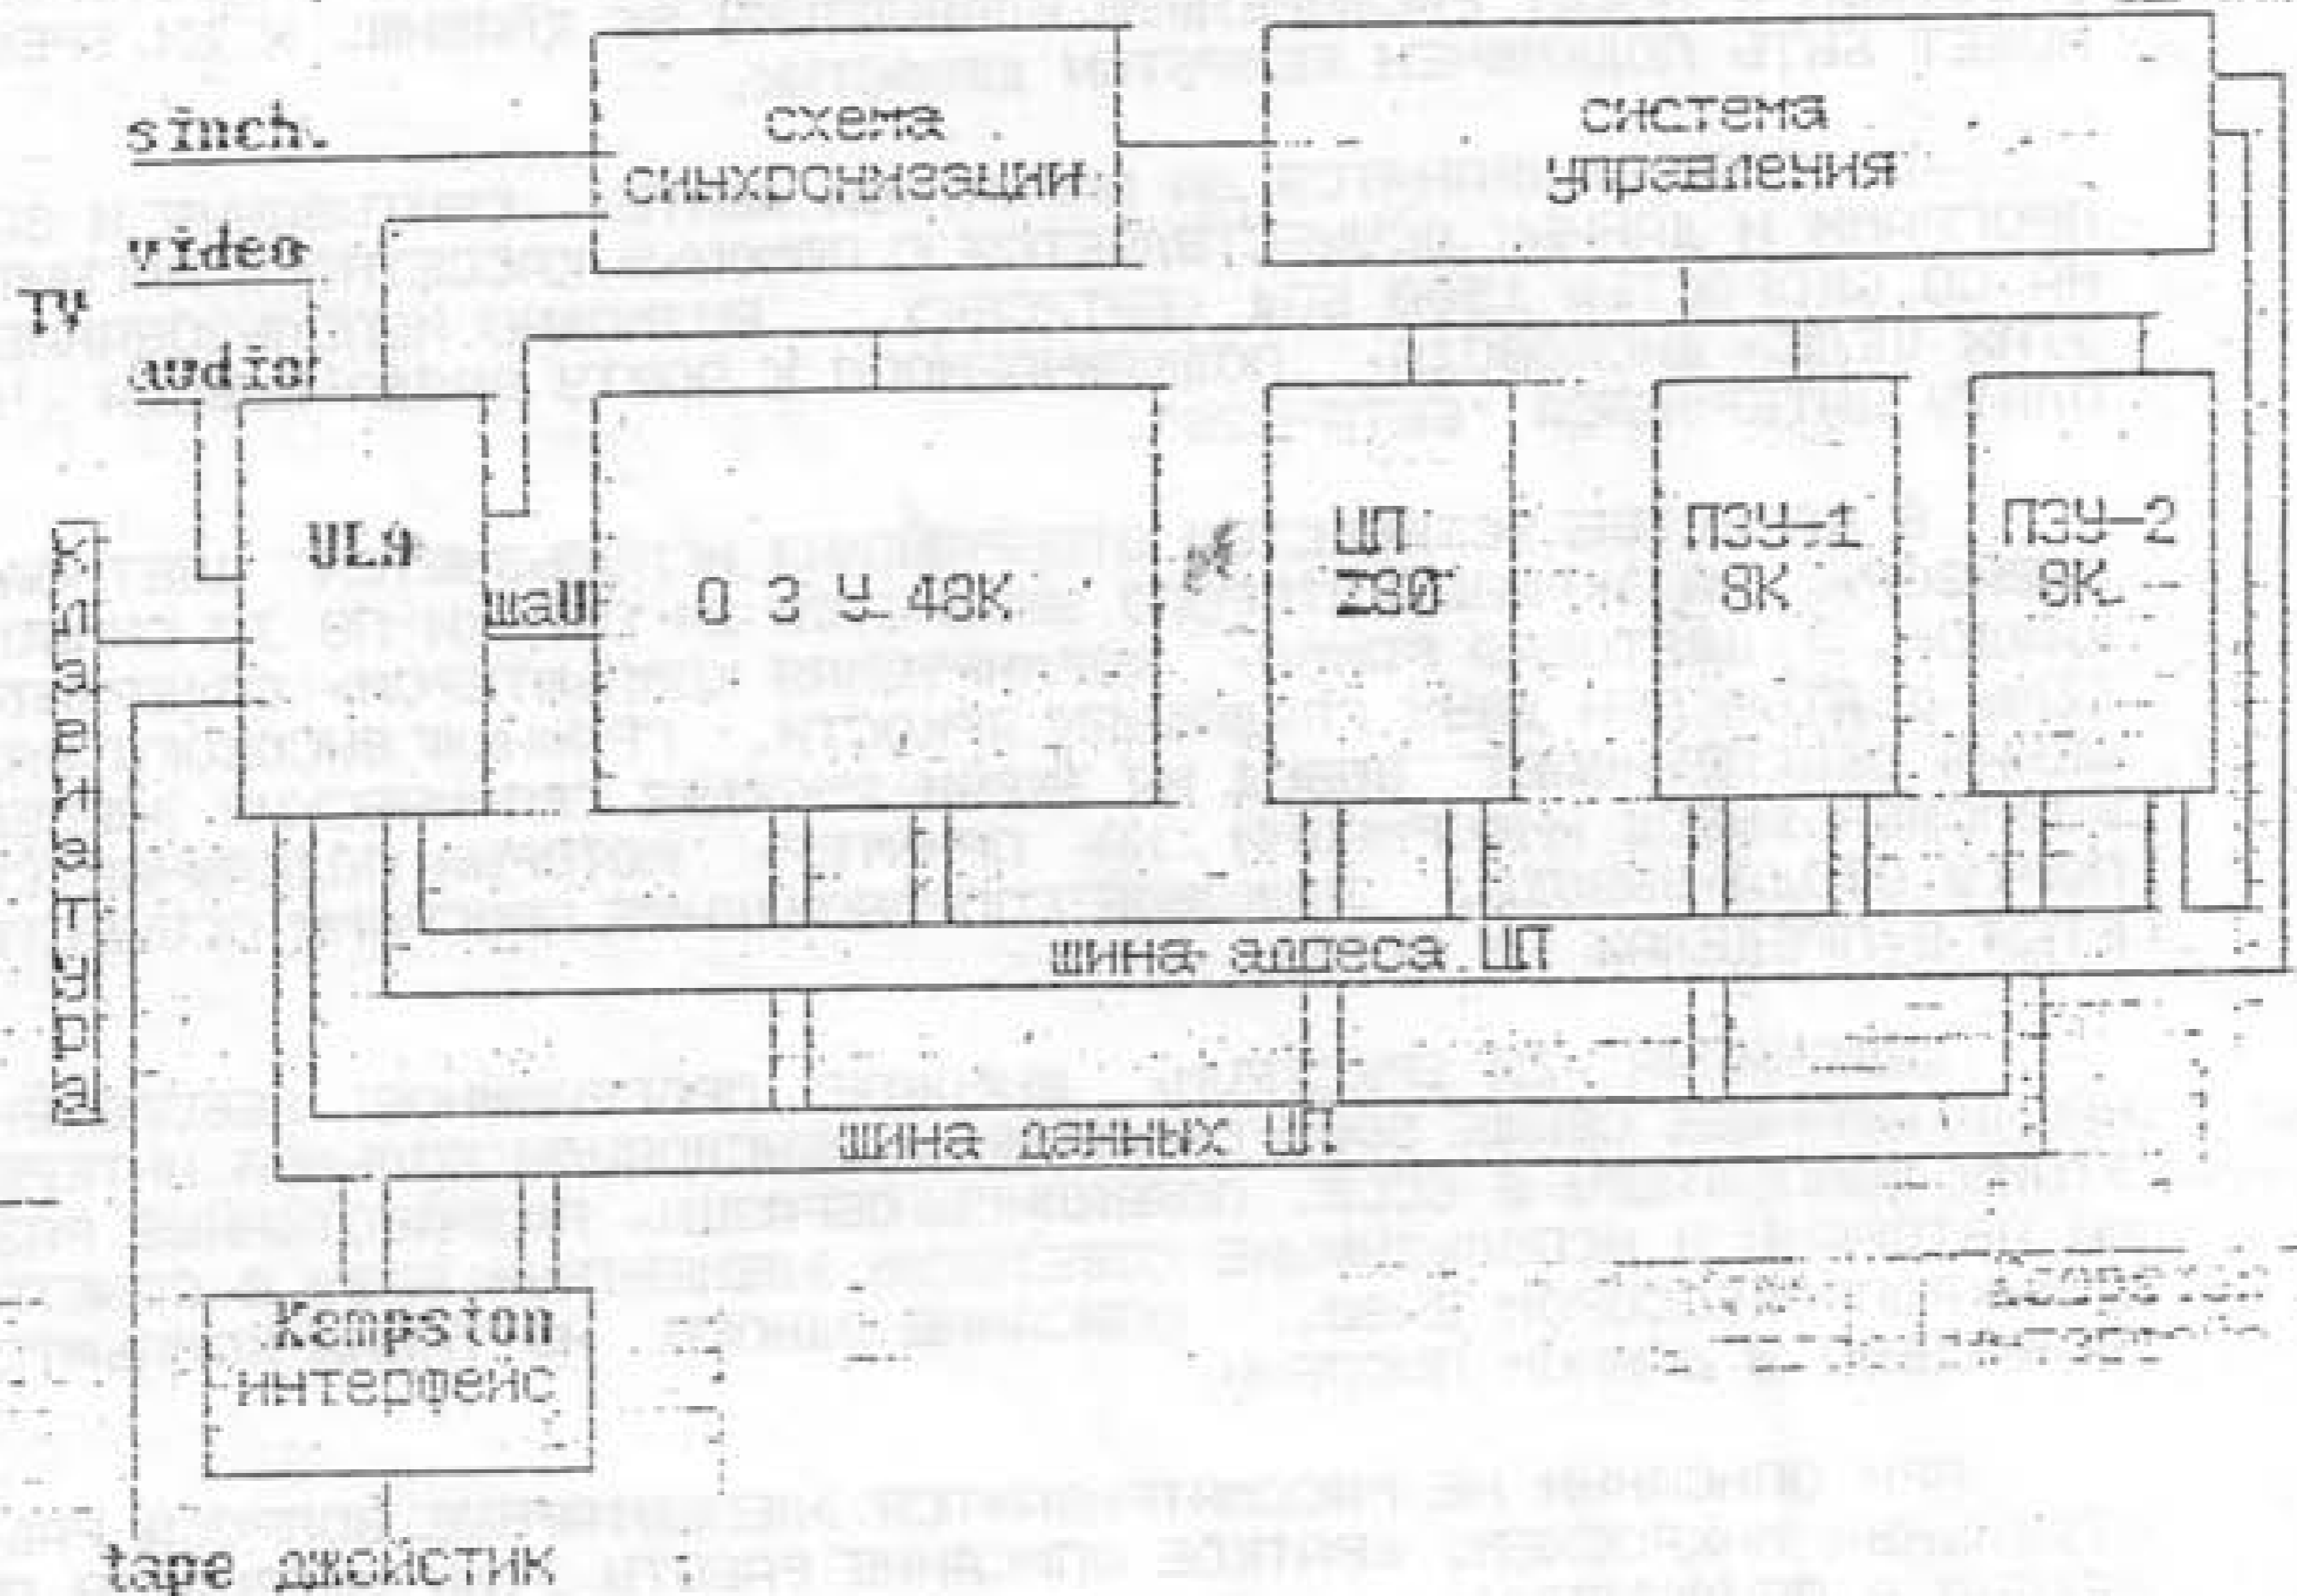 sinch.
схема
синхронизации
система
управления
video
TV
audio
ULA
шаш
О З У 48К
ЦП
Z80
ПЗУ-1
8К
ПЗУ-2
8К
клавиатура
шина адреса ЦП
шина данных ЦП
Kempston
интерфейс
tape джойстик